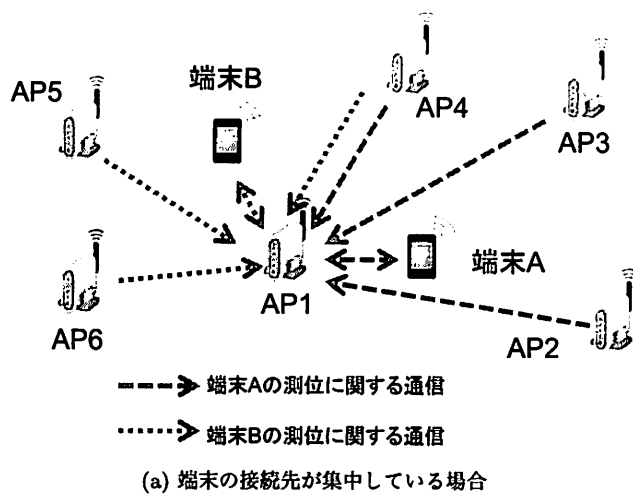 AP5
端末B
AP4
AP3
AP1
端末A
AP6
AP2
端末Aの測位に関する通信
端末Bの測位に関する通信
(a) 端末の接続先が集中している場合